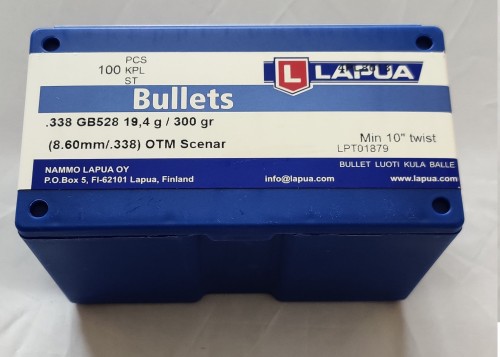 PCS
100 KPL
ST
L LAPUA
Bullets
.338 GB528 19,4 g / 300 gr
(8.60mm/.338) OTM Scenar
Min 10" twist
LPT01879
BULLET LUOTI KULA BALLE
NAMMO LAPUA OY
P.O.Box 5, FI-62101 Lapua, Finland
info@lapua.com
www.lapua.com